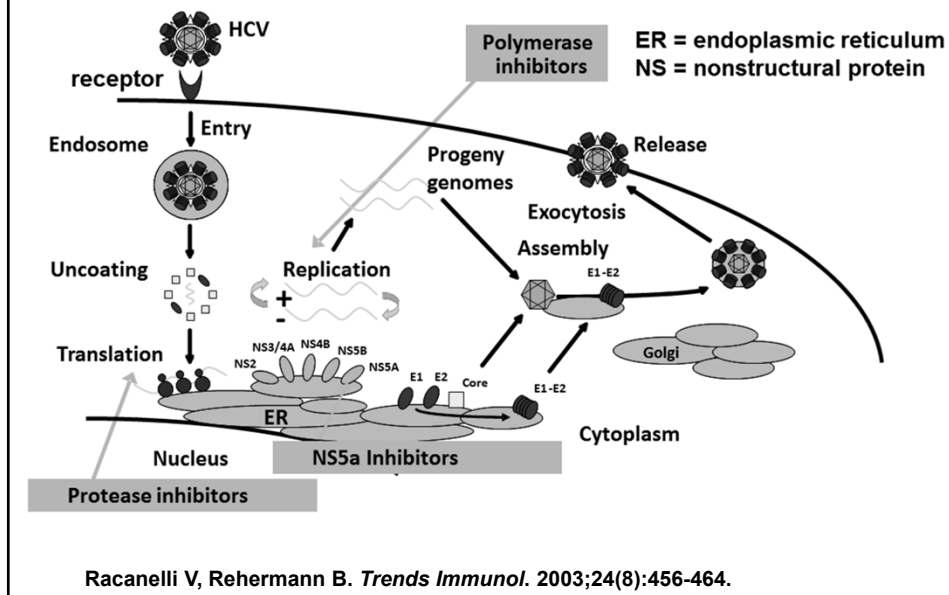 HCV
receptor
Entry
Endosome
Uncoating
Translation
Polymerase
inhibitors
ER = endoplasmic reticulum
NS = nonstructural protein
Progeny
genomes
Release
Exocytosis
Assembly
E1-E2
Replication
+
-
NS2
NS3/4A
NS4B
NS5B
NS5A
E1
E2
Core
E1-E2
Golgi
ER
Cytoplasm
Nucleus
NS5a Inhibitors
Protease inhibitors
Racanelli V, Rehermann B. Trends Immunol. 2003;24(8):456-464.